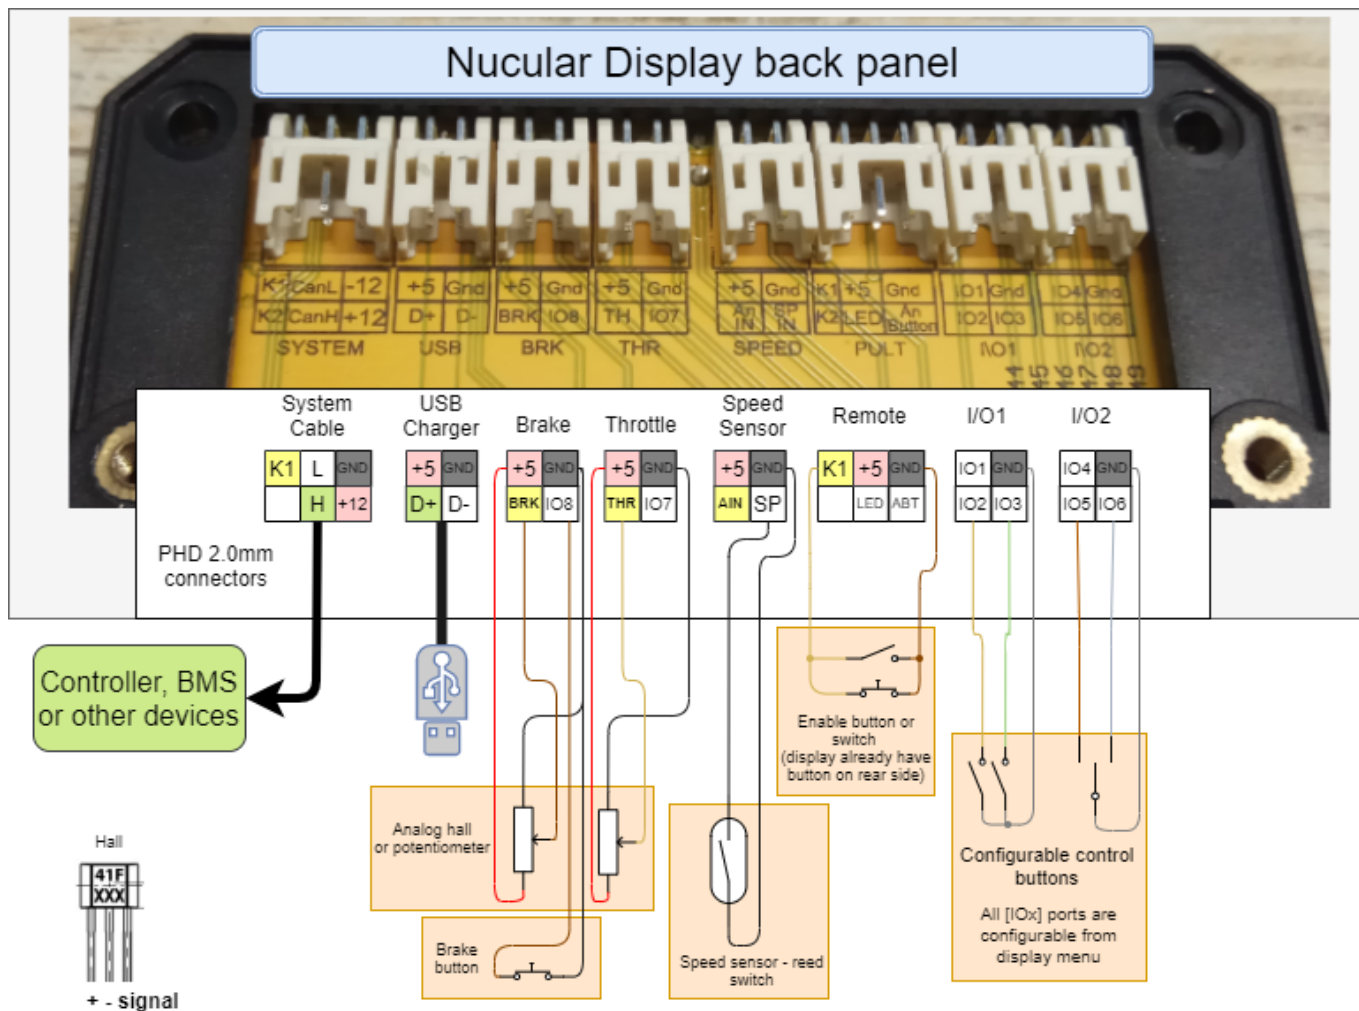 Nucular Display back panel
K1 CanL -12 +5 Gnd +5 Gnd +5 Gnd +5 Gnd K1 +5 Gnd IO1 Gnd IO4 Gnd
K2 CanH +12 D+ D- BRK IO8 TH IO7 An IN SP IN K2 LED An Button IO2 IO3 IO5 IO6
SYSTEM USB BRK THR SPEED PULT I\O1 I\O2
System
Cable
USB
Charger
Brake
Throttle
Speed
Sensor
Remote
I/O1
I/O2
K1 L GND +5 GND +5 GND +5 GND +5 GND K1 +5 GND IO1 GND IO4 GND
H +12 D+ D- BRK IO8 THR IO7 AIN SP LED ABT IO2 IO3 IO5 IO6
PHD 2.0mm
connectors
Controller, BMS
or other devices
Enable button or
switch
(display already have
button on rear side)
Analog hall
or potentiometer
Brake
button
Speed sensor - reed
switch
Configurable control
buttons
All [IOx] ports are
configurable from
display menu
Hall
41F
XXX
+ - signal